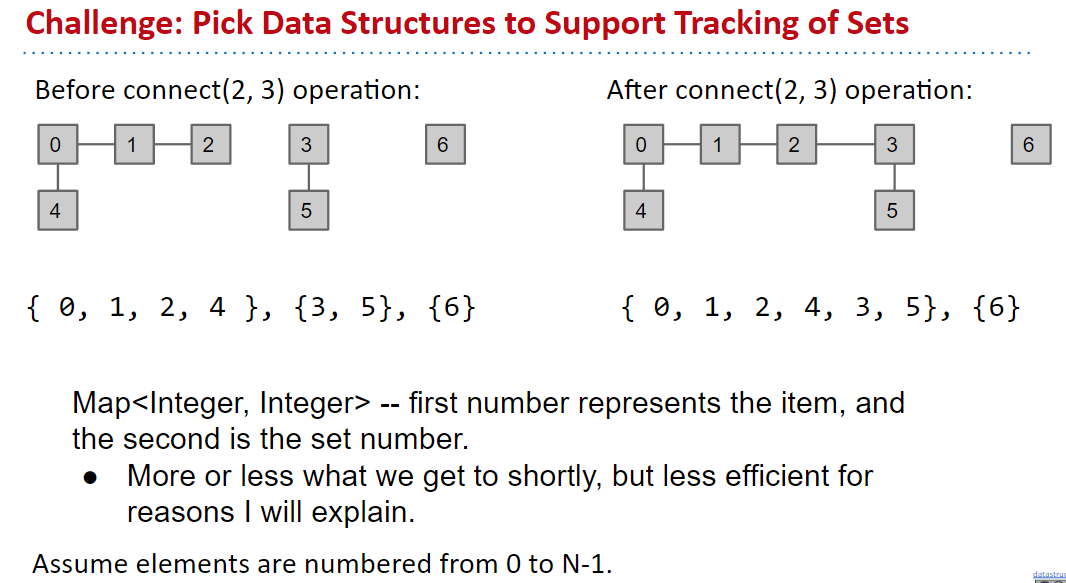 Challenge: Pick Data Structures to Support Tracking of Sets
Before connect(2, 3) operation:
After connect(2, 3) operation:
0 1 2 3 6
4 5
0 1 2 3 6
4 5
{ 0, 1, 2, 4 }, {3, 5}, {6}
{ 0, 1, 2, 4, 3, 5}, {6}
Map<Integer, Integer> -- first number represents the item, and
the second is the set number.
● More or less what we get to shortly, but less efficient for
reasons I will explain.
Assume elements are numbered from 0 to N-1.